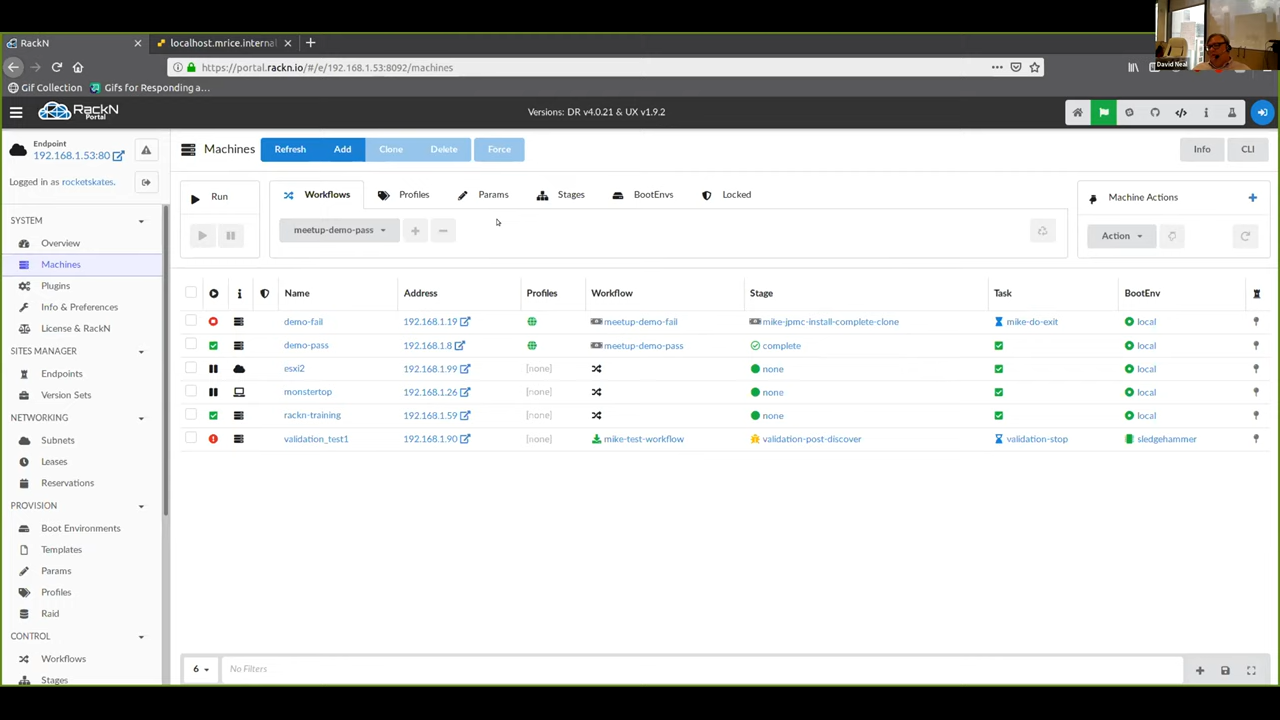 RackN
localhost.mrice.internal
https://portal.rackn.io/#/e/192.168.1.53:8092/machines
Gif Collection
Gifs for Responding a...
David Neal
RackN
Portal
Versions: DR v4.0.21 & UX v1.9.2
Endpoint
192.168.1.53:80
Logged in as rocketskates.
Machines
Refresh
Add
Clone
Delete
Force
Info
CLI
Run
Workflows
Profiles
Params
Stages
BootEnvs
Locked
Machine Actions
meetup-demo-pass
Action
SYSTEM
Overview
Machines
Plugins
Info & Preferences
License & RackN
SITES MANAGER
Endpoints
Version Sets
NETWORKING
Subnets
Leases
Reservations
PROVISION
Boot Environments
Templates
Params
Profiles
Raid
CONTROL
Workflows
Stages
Name Address Profiles Workflow Stage Task BootEnv
demo-fail 192.168.1.19 meetup-demo-fail mike-jpmc-install-complete-clone mike-do-exit local
demo-pass 192.168.1.8 meetup-demo-pass complete local
esxi2 192.168.1.99 [none] none local
monstertop 192.168.1.26 [none] none local
rackn-training 192.168.1.59 [none] none local
validation_test1 192.168.1.90 [none] mike-test-workflow validation-post-discover validation-stop sledgehammer
6
No Filters